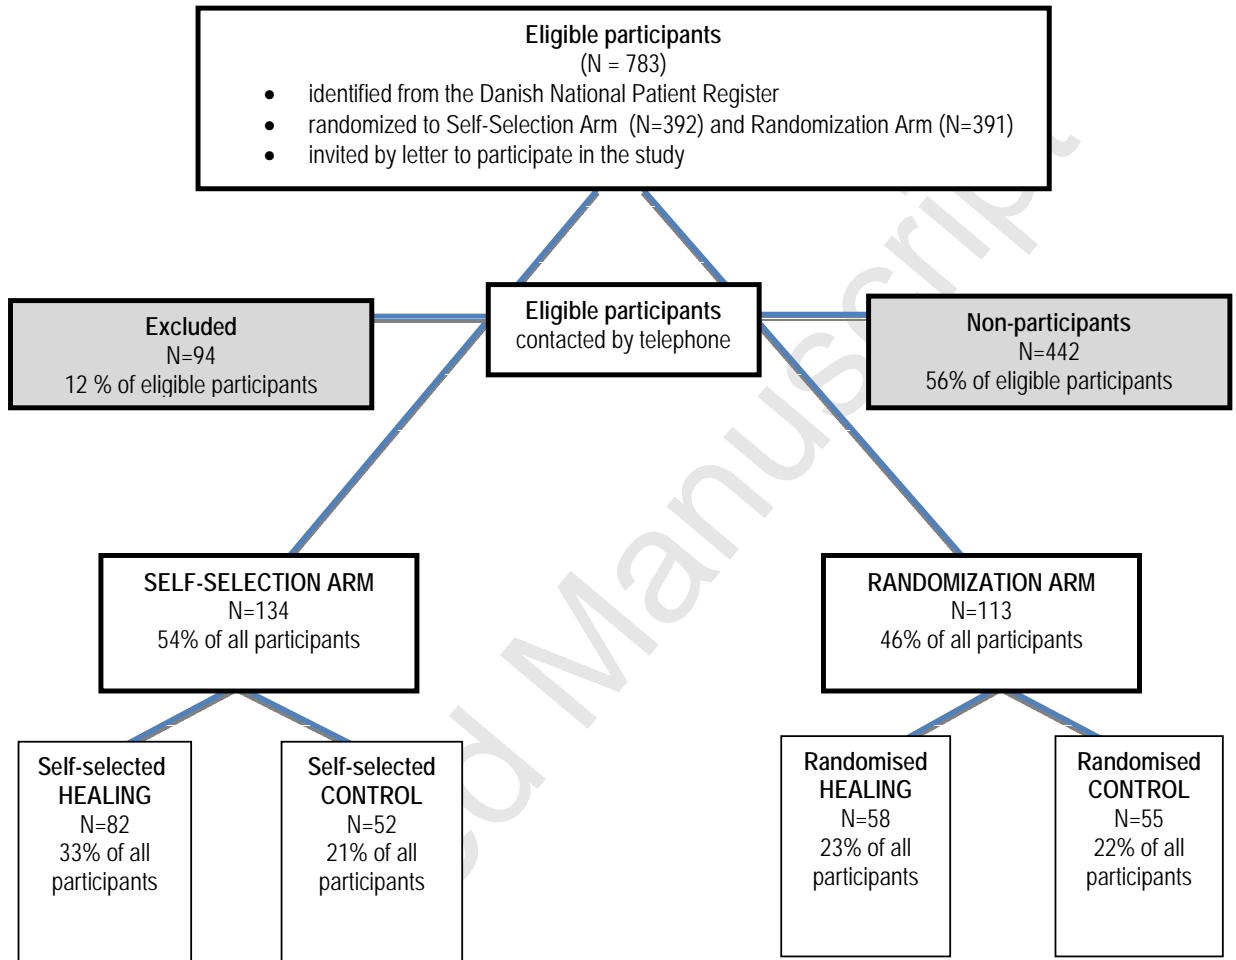 Eligible participants
(N = 783)
• identified from the Danish National Patient Register
• randomized to Self-Selection Arm (N=392) and Randomization Arm (N=391)
• invited by letter to participate in the study
Eligible participants
contacted by telephone
Excluded
N=94
12 % of eligible participants
Non-participants
N=442
56% of eligible participants
SELF-SELECTION ARM
N=134
54% of all participants
RANDOMIZATION ARM
N=113
46% of all participants
Self-selected
HEALING
N=82
33% of all
participants
Self-selected
CONTROL
N=52
21% of all
participants
Randomised
HEALING
N=58
23% of all
participants
Randomised
CONTROL
N=55
22% of all
participants
ed Manuscript